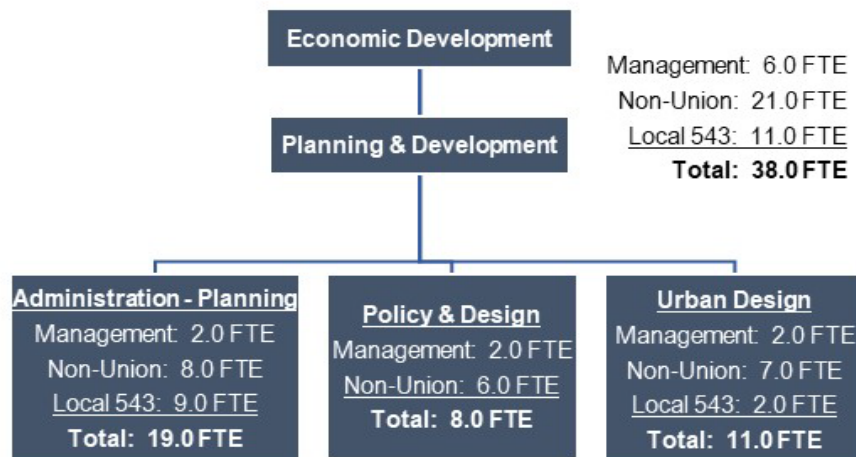 Economic Development
Management: 6.0 FTE
Non-Union: 21.0 FTE
Local 543: 11.0 FTE
Total: 38.0 FTE
Planning & Development
Administration - Planning
Management: 2.0 FTE
Non-Union: 8.0 FTE
Local 543: 9.0 FTE
Total: 19.0 FTE
Policy & Design
Management: 2.0 FTE
Non-Union: 6.0 FTE
Total: 8.0 FTE
Urban Design
Management: 2.0 FTE
Non-Union: 7.0 FTE
Local 543: 2.0 FTE
Total: 11.0 FTE